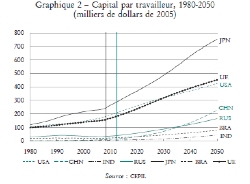 Graphique 2 – Capital par travailleur, 1980-2050
(milliers de dollars de 2005)
800
700
JPN
600
500
UE
400
USA
300
CHN
200
RUS
100
BRA
IND
0
1980 1990 2000 2010 2020 2030 2040 2050
USA CHN IND RUS JPN BRA UE
Source : CEPII.